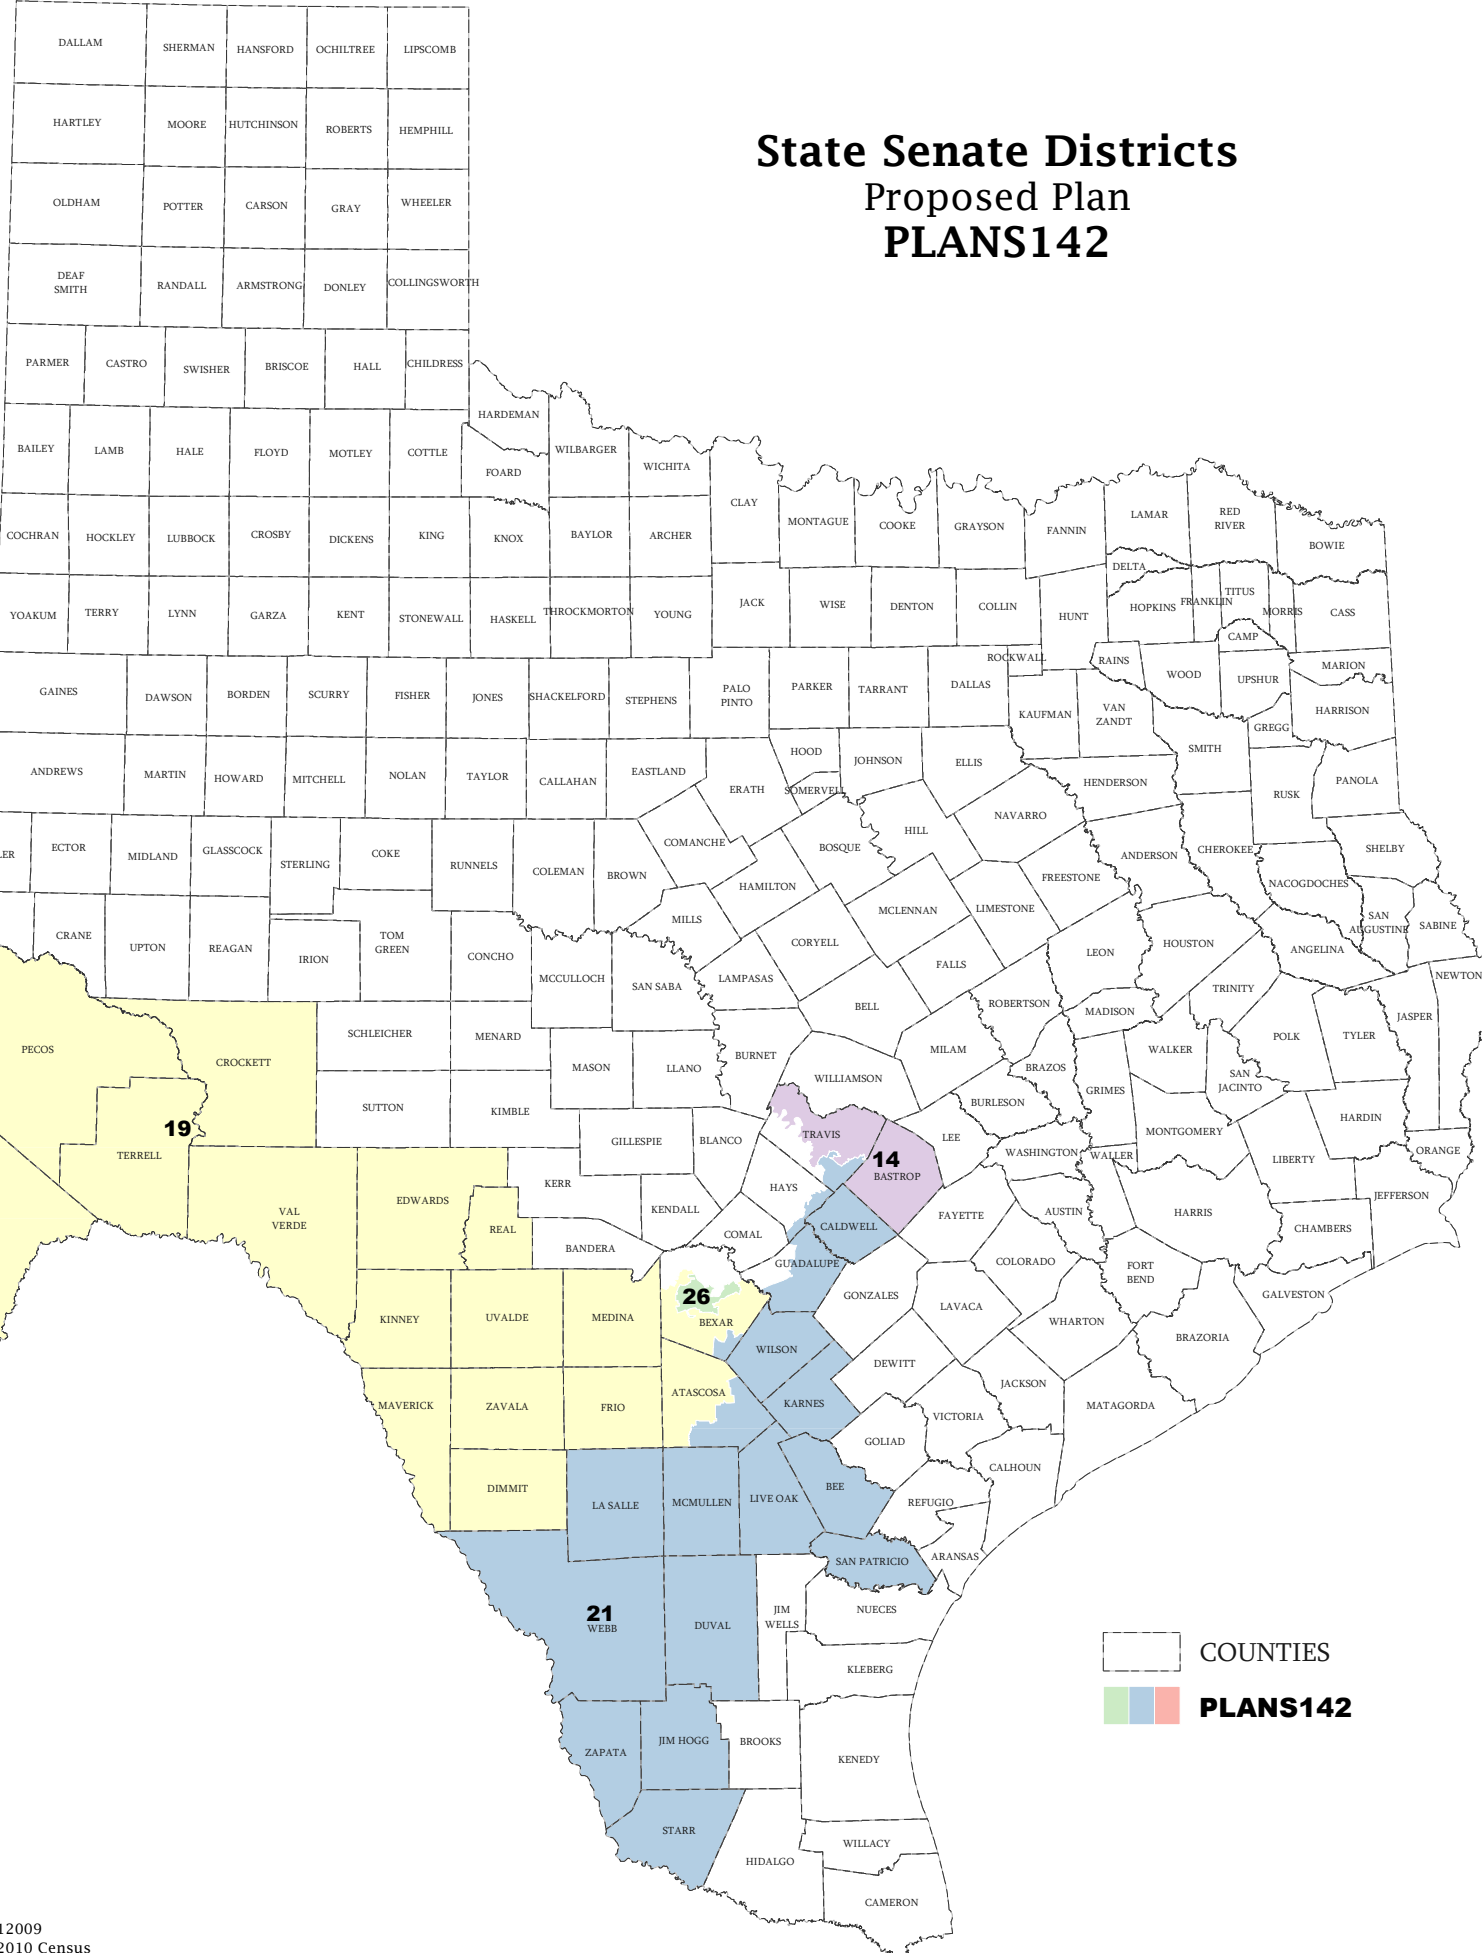 State Senate Districts
Proposed Plan
PLANS142
DALLAM
SHERMAN
HANSFORD
OCHILTREE
LIPSCOMB
HARTLEY
MOORE
HUTCHINSON
ROBERTS
HEMPHILL
OLDHAM
POTTER
CARSON
GRAY
WHEELER
DEAF
SMITH
RANDALL
ARMSTRONG
DONLEY
COLLINGSWORTH
PARMER
CASTRO
SWISHER
BRISCOE
HALL
CHILDRESS
HARDEMAN
BAILEY
LAMB
HALE
FLOYD
MOTLEY
COTTLE
FOARD
WILBARGER
WICHITA
CLAY
MONTAGUE
COOKE
GRAYSON
FANNIN
LAMAR
RED
RIVER
BOWIE
COCHRAN
HOCKLEY
LUBBOCK
CROSBY
DICKENS
KING
KNOX
BAYLOR
ARCHER
DELTA
YOAKUM
TERRY
LYNN
GARZA
KENT
STONEWALL
HASKELL
THROCKMORTON
YOUNG
JACK
WISE
DENTON
COLLIN
HUNT
HOPKINS
FRANKLIN
TITUS
MORRIS
CASS
CAMP
GAINES
DAWSON
BORDEN
SCURRY
FISHER
JONES
SHACKELFORD
STEPHENS
PALO
PINTO
PARKER
TARRANT
DALLAS
ROCKWALL
RAINS
WOOD
UPSHUR
MARION
KAUFMAN
VAN
ZANDT
GREGG
HARRISON
ANDREWS
MARTIN
HOWARD
MITCHELL
NOLAN
TAYLOR
CALLAHAN
EASTLAND
ERATH
HOOD
SOMERVELL
JOHNSON
ELLIS
HENDERSON
SMITH
RUSK
PANOLA
LER
ECTOR
MIDLAND
GLASSCOCK
STERLING
COKE
RUNNELS
COLEMAN
BROWN
COMANCHE
HAMILTON
BOSQUE
HILL
NAVARRO
FREESTONE
ANDERSON
CHEROKEE
NACOGDOCHES
SHELBY
CRANE
UPTON
REAGAN
IRION
TOM
GREEN
CONCHO
MCCULLOCH
SAN SABA
MILLS
LAMPASAS
CORYELL
MCLENNAN
LIMESTONE
FALLS
LEON
HOUSTON
ANGELINA
SAN
AUGUSTINE
SABINE
NEWTON
PECOS
CROCKETT
SCHLEICHER
MENARD
MASON
LLANO
BURNET
BELL
WILLIAMSON
MILAM
ROBERTSON
BRAZOS
MADISON
GRIMES
WALKER
TRINITY
SAN
JACINTO
POLK
TYLER
JASPER
19
TERRELL
SUTTON
KIMBLE
GILLESPIE
BLANCO
TRAVIS
14
BASTROP
LEE
BURLESON
WASHINGTON
WALLER
MONTGOMERY
LIBERTY
HARDIN
ORANGE
JEFFERSON
VAL
VERDE
EDWARDS
REAL
KERR
BANDERA
KENDALL
COMAL
HAYS
CALDWELL
GUADALUPE
FAYETTE
AUSTIN
COLORADO
HARRIS
CHAMBERS
FORT
BEND
GALVESTON
KINNEY
UVALDE
MEDINA
26
BEXAR
WILSON
GONZALES
LAVACA
WHARTON
BRAZORIA
MAVERICK
ZAVALA
FRIO
ATASCOSA
KARNES
DEWITT
VICTORIA
JACKSON
MATAGORDA
DIMMIT
LA SALLE
MCMULLEN
LIVE OAK
BEE
GOLIAD
REFUGIO
CALHOUN
SAN PATRICIO
ARANSAS
21
WEBB
DUVAL
JIM
WELLS
NUECES
KLEBERG
ZAPATA
JIM HOGG
BROOKS
KENEDY
STARR
HIDALGO
WILLACY
CAMERON
COUNTIES
PLANS142
12009
2010 Census